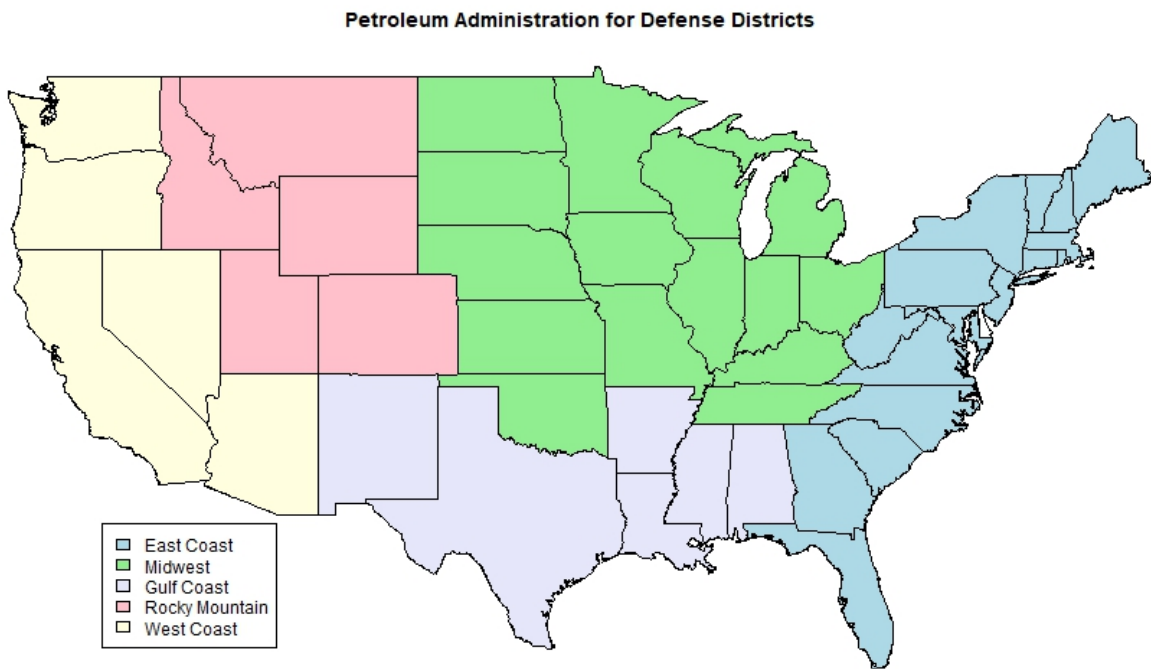 Petroleum Administration for Defense Districts
East Coast
Midwest
Gulf Coast
Rocky Mountain
West Coast